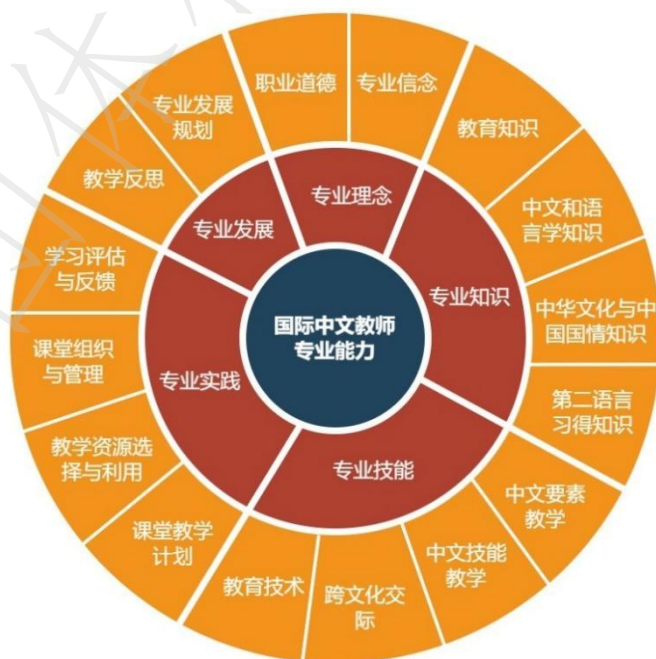 国际中文教师
专业能力
专业理念
专业知识
专业技能
专业实践
专业发展
职业道德
专业信念
教育知识
中文和语
言学知识
中华文化与中
国国情知识
第二语言
习得知识
中文要素
教学
中文技能
教学
跨文化交
际
教育技术
课堂教学
计划
教学资源选
择与利用
课堂组织
与管理
学习评估
与反馈
教学反思
专业发展
规划